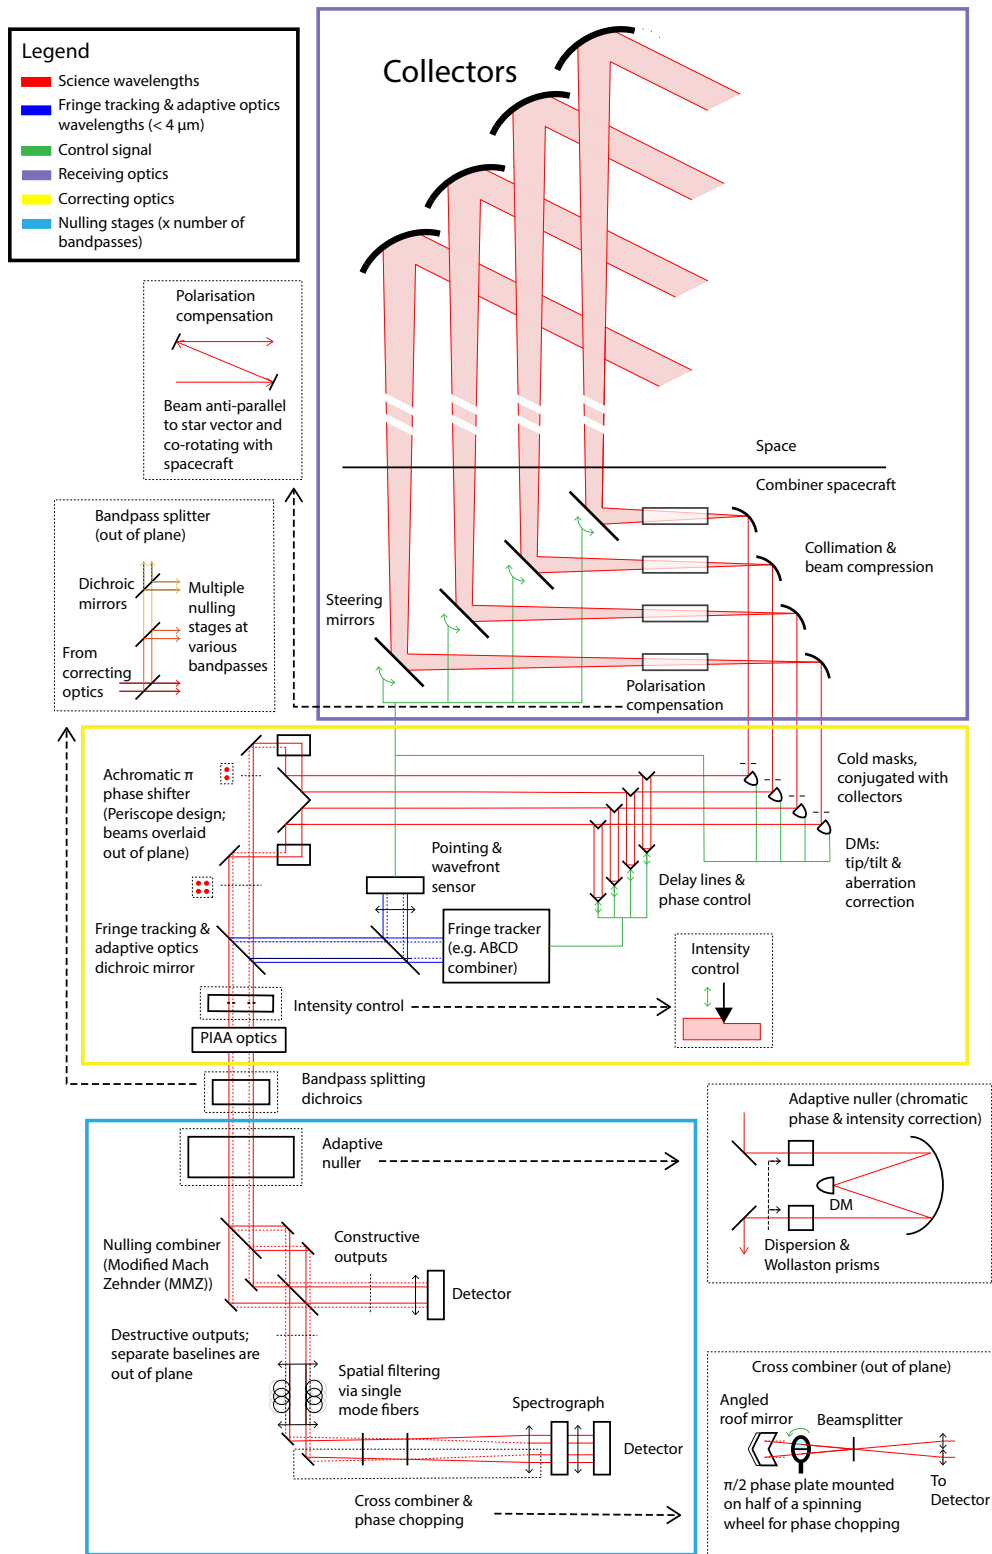 Legend
Science wavelengths
Fringe tracking & adaptive optics
wavelengths (< 4 μm)
Control signal
Receiving optics
Correcting optics
Nulling stages (x number of
bandpasses)
Collectors
Polarisation
compensation
Beam anti-parallel
to star vector and
co-rotating with
spacecraft
Space
Combiner spacecraft
Bandpass splitter
(out of plane)
Dichroic
mirrors
Multiple
nulling
stages at
various
bandpasses
From
correcting
optics
Collimation &
beam compression
Steering
mirrors
Polarisation
compensation
Achromatic π
phase shifter
(Periscope design;
beams overlaid
out of plane)
Cold masks,
conjugated with
collectors
DMs:
tip/tilt &
aberration
correction
Pointing &
wavefront
sensor
Delay lines &
phase control
Fringe tracking &
adaptive optics
dichroic mirror
Fringe tracker
(e.g. ABCD
combiner)
Intensity
control
Intensity control
PIAA optics
Bandpass splitting
dichroics
Adaptive
nuller
Adaptive nuller (chromatic
phase & intensity correction)
DM
Dispersion &
Wollaston prisms
Nulling combiner
(Modified Mach
Zehnder (MMZ))
Constructive
outputs
Detector
Destructive outputs;
separate baselines are
out of plane
Spatial filtering
via single
mode fibers
Spectrograph
Detector
Cross combiner &
phase chopping
Cross combiner (out of plane)
Angled
roof mirror
Beamsplitter
To
Detector
π/2 phase plate mounted
on half of a spinning
wheel for phase chopping